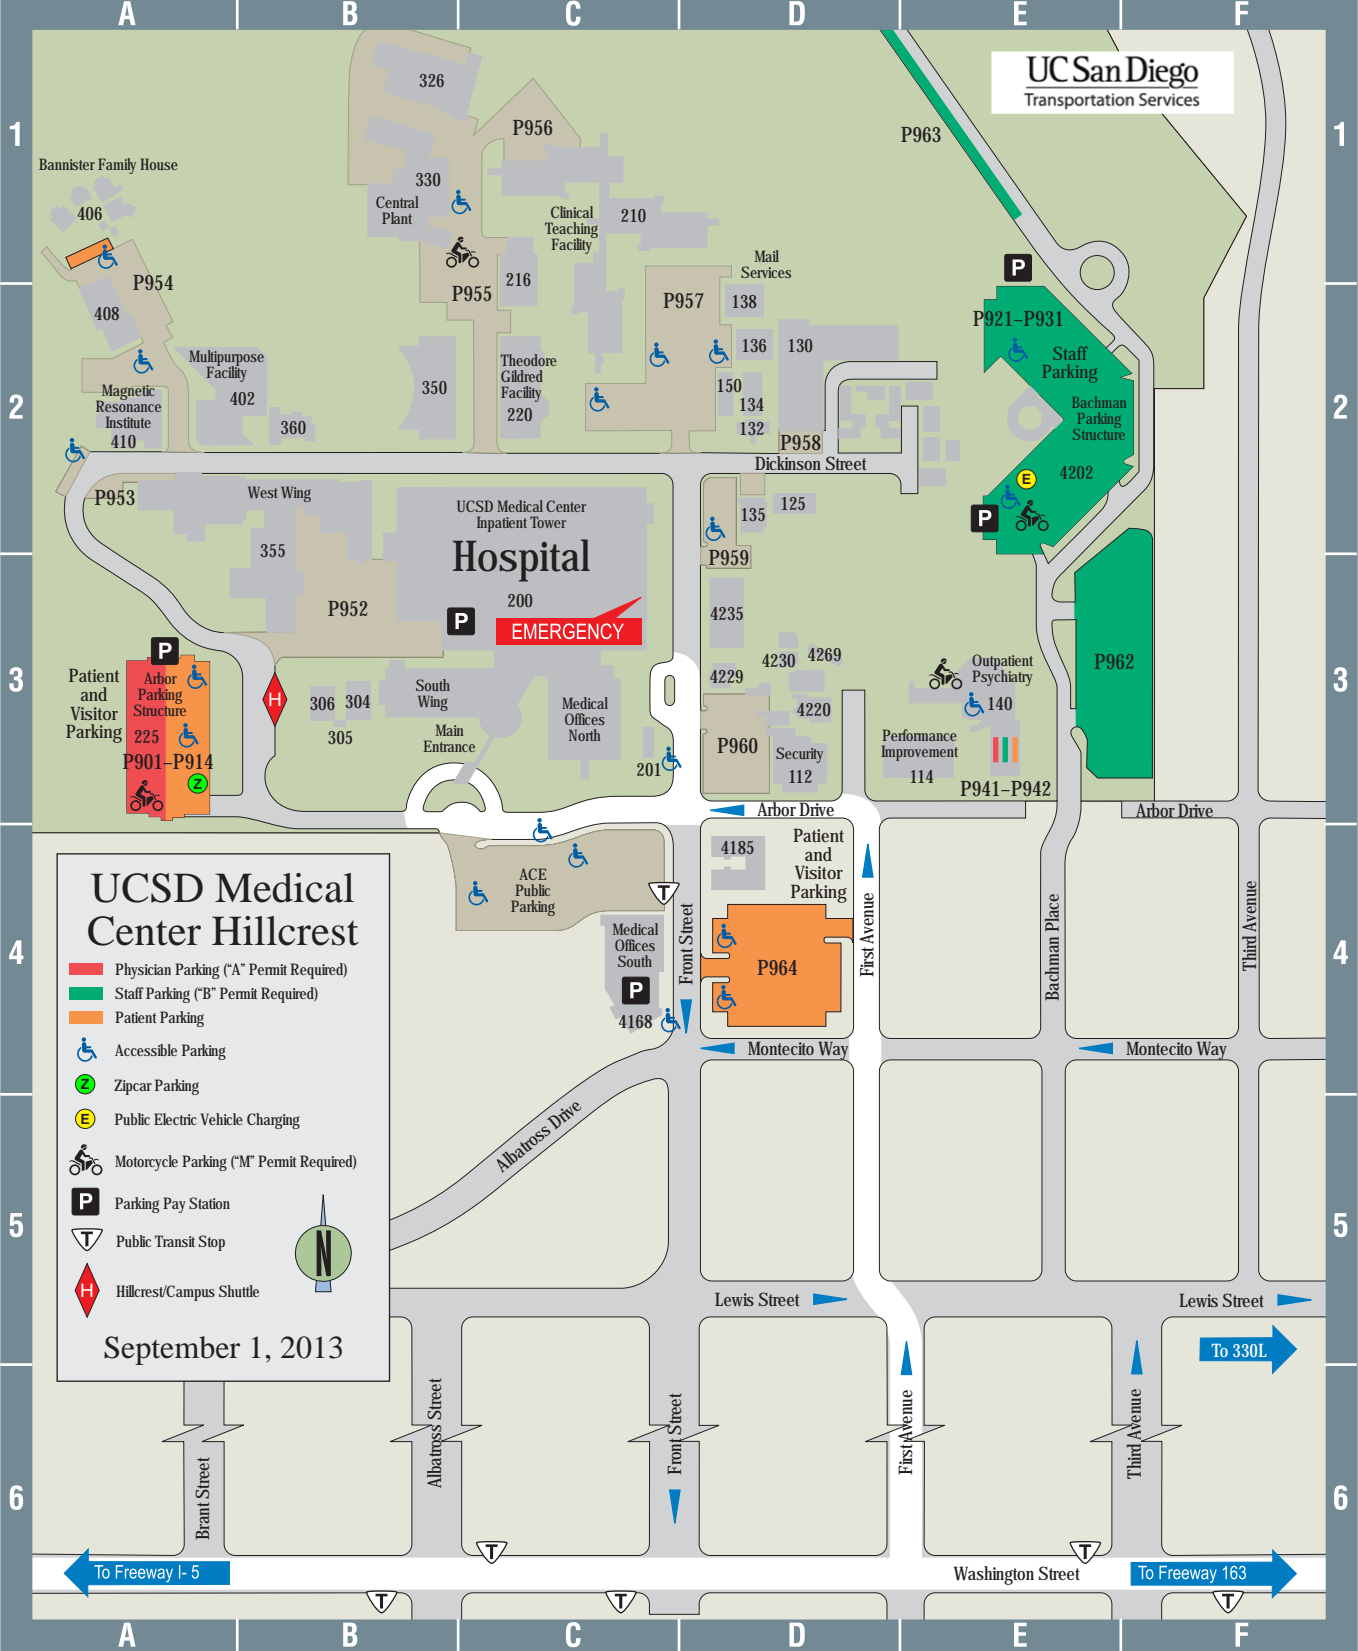 A B C D E F
UC San Diego
Transportation Services
1
1
326
P956
P963
Bannister Family House
406
330
Central
Plant
Clinical
Teaching
Facility
210
Mail
Services
P
P954
408
P955
216
P957
138
P921–P931
Staff
Parking
136
130
Multipurpose
Facility
402
350
Theodore
Gildred
Facility
220
150
134
132
Bachman
Parking
Structure
2
2
Magnetic
Resonance
Institute
410
360
P958
Dickinson Street
4202
E
P
P953
West Wing
UCSD Medical Center
Inpatient Tower
Hospital
200
P
EMERGENCY
135
125
P959
355
P952
4235
4230
4269
4229
4220
P962
3
3
P
Patient
and
Visitor
Parking
Arbor
Parking
Structure
225
P901–P914
Z
H
306
304
305
South
Wing
Main
Entrance
Medical
Offices
North
201
P960
Security
112
Outpatient
Psychiatry
140
Performance
Improvement
114
P941–P942
Arbor Drive
Arbor Drive
ACE
Public
Parking
T
4185
Patient
and
Visitor
Parking
P964
Medical
Offices
South
P
4168
Front Street
First Avenue
Bachman Place
Third Avenue
4
4
Montecito Way
Montecito Way
UCSD Medical
Center Hillcrest
Physician Parking (“A” Permit Required)
Staff Parking (“B” Permit Required)
Patient Parking
Accessible Parking
Z Zipcar Parking
E Public Electric Vehicle Charging
Motorcycle Parking (“M” Permit Required)
P Parking Pay Station
T Public Transit Stop
H Hillcrest/Campus Shuttle
N
September 1, 2013
Albatross Drive
5
5
Lewis Street
Lewis Street
To 330L
Brant Street
Albatross Street
Front Street
First Avenue
Third Avenue
6
6
T
T
To Freeway I- 5
Washington Street
To Freeway 163
T
T
T
A B C D E F